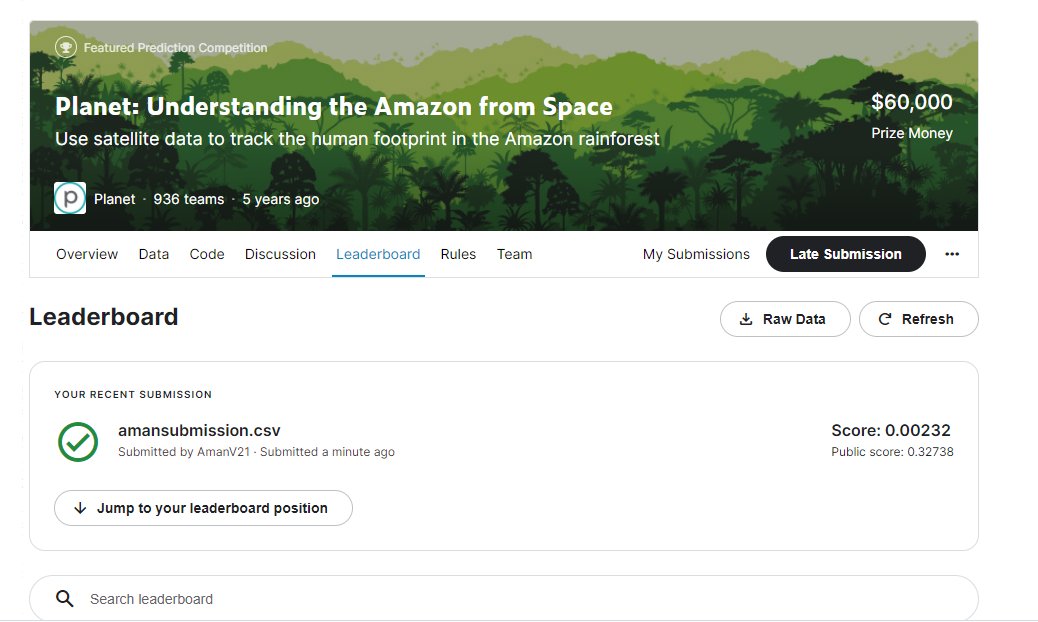 Featured Prediction Competition
Planet: Understanding the Amazon from Space
Use satellite data to track the human footprint in the Amazon rainforest
$60,000
Prize Money
p
Planet · 936 teams · 5 years ago
Overview Data Code Discussion Leaderboard Rules Team My Submissions Late Submission ...
Leaderboard
Raw Data Refresh
YOUR RECENT SUBMISSION
amansubmission.csv
Submitted by AmanV21 · Submitted a minute ago
Score: 0.00232
Public score: 0.32738
Jump to your leaderboard position
Search leaderboard